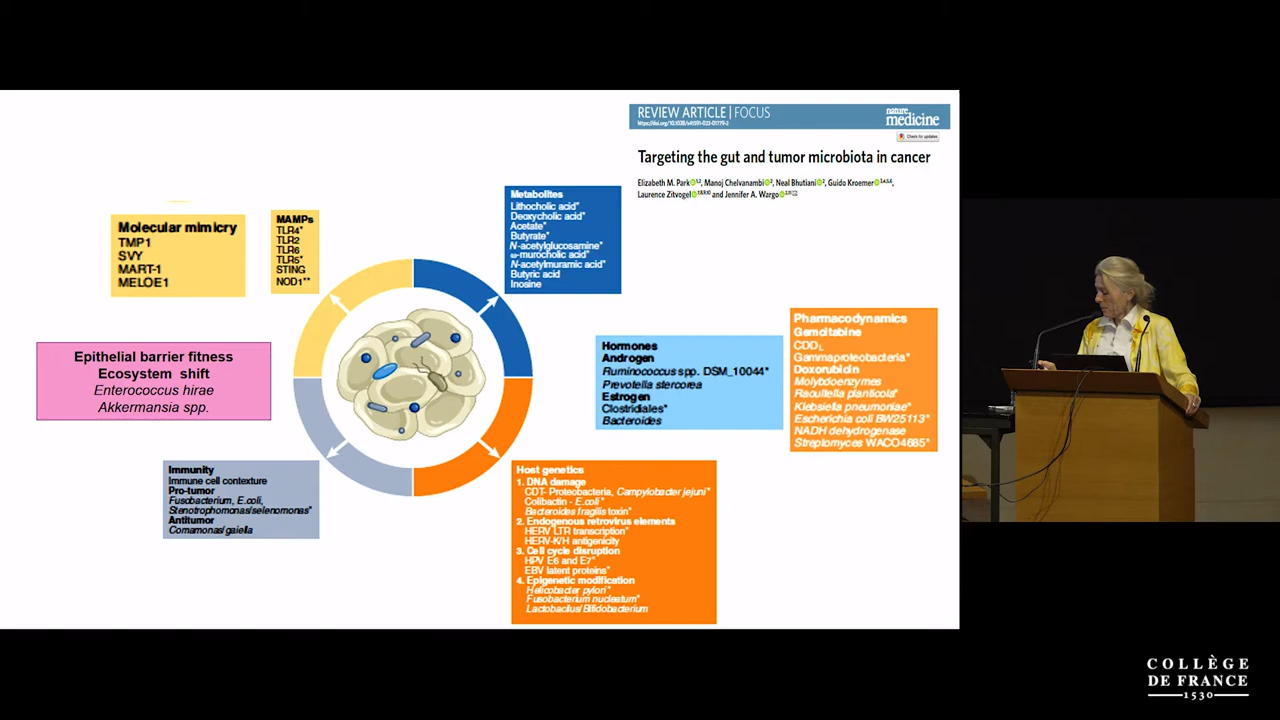 REVIEW ARTICLE | FOCUS
nature
medicine
Check for updates
Targeting the gut and tumor microbiota in cancer
Elizabeth M. Park, Manoj Chelvanambi, Neal Bhutiani, Guido Kroemer,
Laurence Zitvogel and Jennifer A. Wargo
Metabolites
Lithocholic acid*
Deoxycholic acid*
Acetate*
Butyrate*
N-acetylglucosamine*
ω-murocholic acid*
N-acetylmuramic acid*
Butyric acid
Inosine
MAMPs
TLR4*
TLR2
TLR6
TLR5*
STING
NOD1**
Molecular mimicry
TMP1
SVY
MART-1
MELOE1
Epithelial barrier fitness
Ecosystem shift
Enterococcus hirae
Akkermansia spp.
Hormones
Androgen
Ruminococcus spp. DSM_10044*
Prevotella stercorea
Estrogen
Clostridiales*
Bacteroides
Pharmacodynamics
Gemcitabine
CDDL
Gammaproteobacteria*
Doxorubicin
Molybdoenzymes
Raoultella planticola*
Klebsiella pneumoniae*
Escherichia coli BW25113*
NADH dehydrogenase
Streptomyces WAC04685*
Immunity
Immune cell contexture
Pro-tumor
Fusobacterium, E.coli,
Stenotrophomonas/selenomonas*
Antitumor
Comamonas/gaiella
Host genetics
1. DNA damage
CDT- Proteobacteria, Campylobacter jejuni*
Colibactin - E.coli*
Bacteroides fragilis toxin*
2. Endogenous retrovirus elements
HERV LTR transcription*
HERV-K/H antigenicity
3. Cell cycle disruption
HPV E6 and E7*
EBV latent proteins*
4. Epigenetic modification
Helicobacter pylori*
Fusobacterium nucleatum*
Lactobacilus/Bifidobacterium
COLLÈGE
DE FRANCE
1530